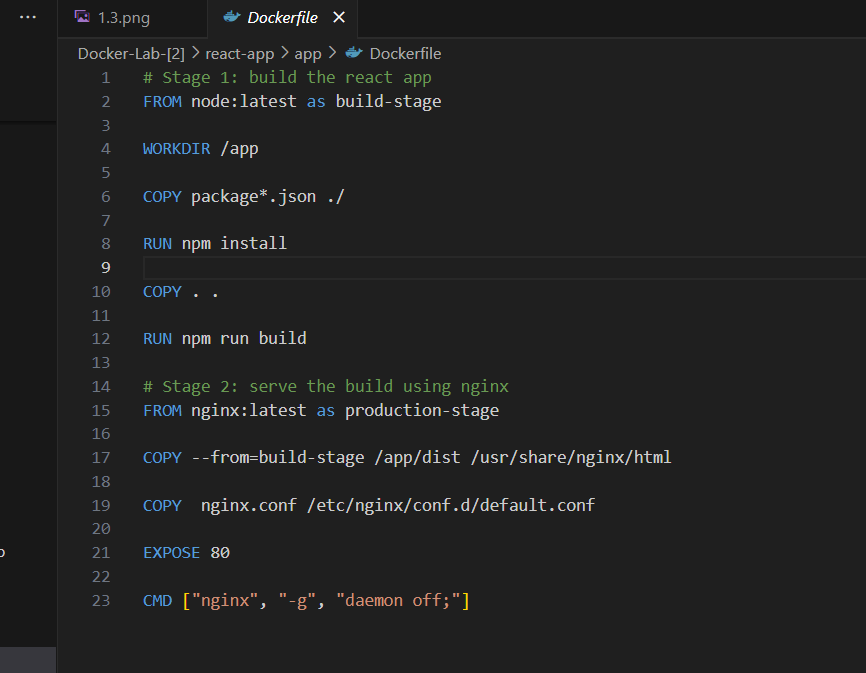 ... 1.3.png Dockerfile ×
Docker-Lab-[2] > react-app > app > Dockerfile
1 # Stage 1: build the react app
2 FROM node:latest as build-stage
3
4 WORKDIR /app
5
6 COPY package*.json ./
7
8 RUN npm install
9
10 COPY . .
11
12 RUN npm run build
13
14 # Stage 2: serve the build using nginx
15 FROM nginx:latest as production-stage
16
17 COPY --from=build-stage /app/dist /usr/share/nginx/html
18
19 COPY  nginx.conf /etc/nginx/conf.d/default.conf
20
21 EXPOSE 80
22
23 CMD ["nginx", "-g", "daemon off;"]